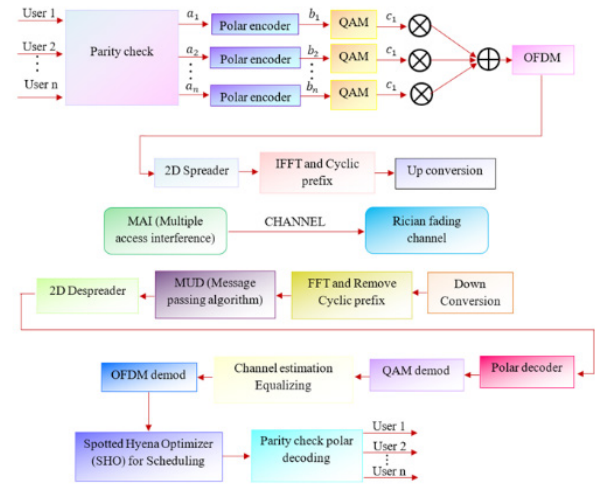 User 1
User 2
User n
Parity check
a1
a2
an
Polar encoder
Polar encoder
Polar encoder
b1
b2
bn
QAM
QAM
QAM
c1
c1
c1
OFDM
2D Spreader
IFFT and Cyclic
prefix
Up conversion
MAI (Multiple
access interference)
CHANNEL
Rician fading
channel
2D Despreader
MUD (Message
passing algorithm)
FFT and Remove
Cyclic prefix
Down
Conversion
OFDM demod
Channel estimation
Equalizing
QAM demod
Polar decoder
Spotted Hyena Optimizer
(SHO) for Scheduling
Parity check polar
decoding
User 1
User 2
User n